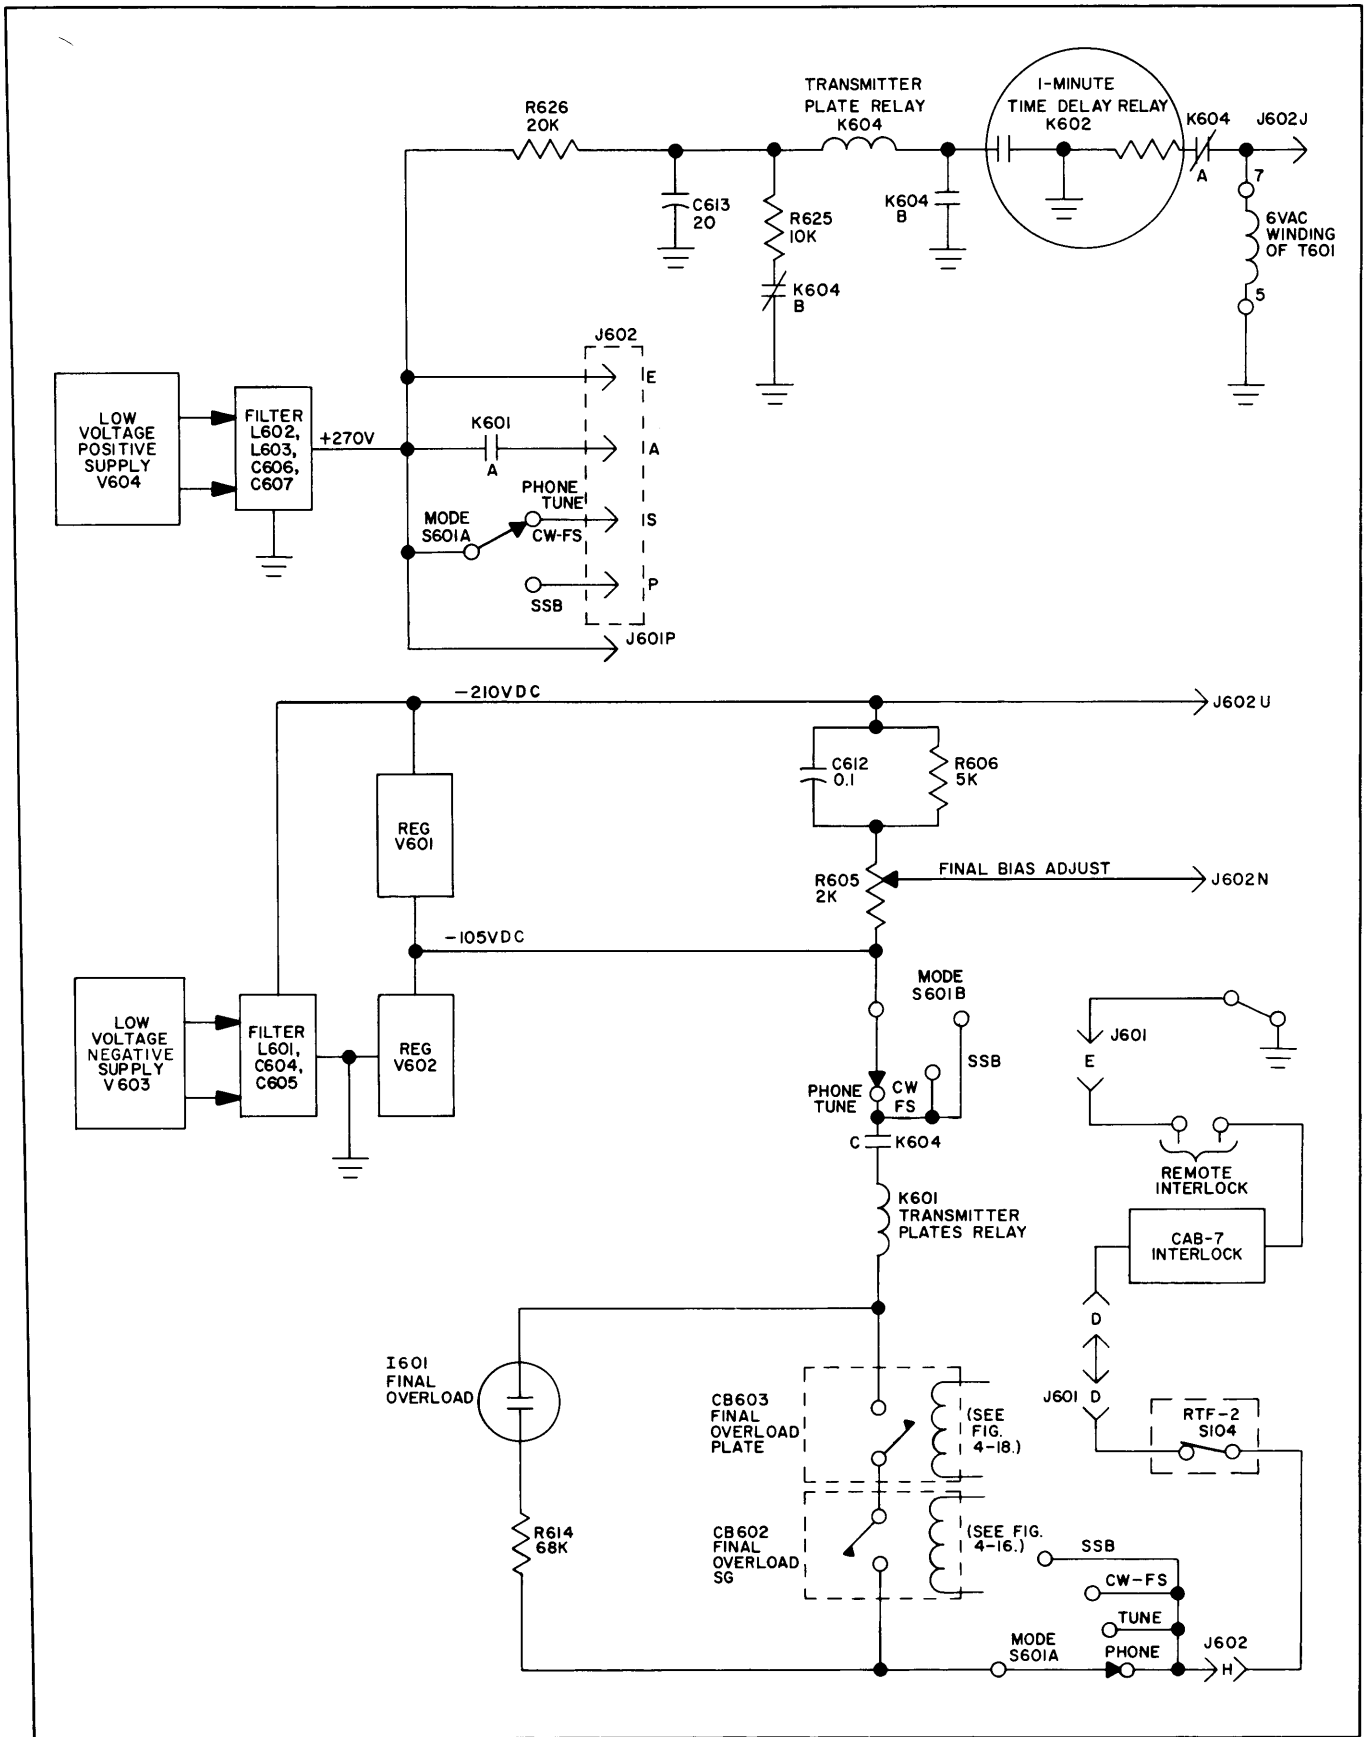 TRANSMITTER
PLATE RELAY
K604
1-MINUTE
TIME DELAY RELAY
K602
K604
A
J602J
R626
20K
C613
20
R625
10K
K604
B
K604
B
7
6VAC
WINDING
OF T601
5
J602
E
LOW
VOLTAGE
POSITIVE
SUPPLY
V604
FILTER
L602,
L603,
C606,
C607
+270V
K601
A
A
PHONE
TUNE
MODE
S601A
CW-FS
S
SSB
P
J601P
-210VDC
J602U
REG
V601
C612
0.1
R606
5K
R605
2K
FINAL BIAS ADJUST
J602N
-105VDC
LOW
VOLTAGE
NEGATIVE
SUPPLY
V603
FILTER
L601,
C604,
C605
REG
V602
MODE
S601B
SSB
PHONE
TUNE
CW
FS
C
K604
K601
TRANSMITTER
PLATES RELAY
J601
E
REMOTE
INTERLOCK
CAB-7
INTERLOCK
D
J601 D
RTF-2
S104
I601
FINAL
OVERLOAD
R614
68K
CB603
FINAL
OVERLOAD
PLATE
(SEE
FIG.
4-18.)
CB602
FINAL
OVERLOAD
SG
(SEE FIG.
4-16.)
SSB
CW-FS
TUNE
MODE
S601A
PHONE
J602
H